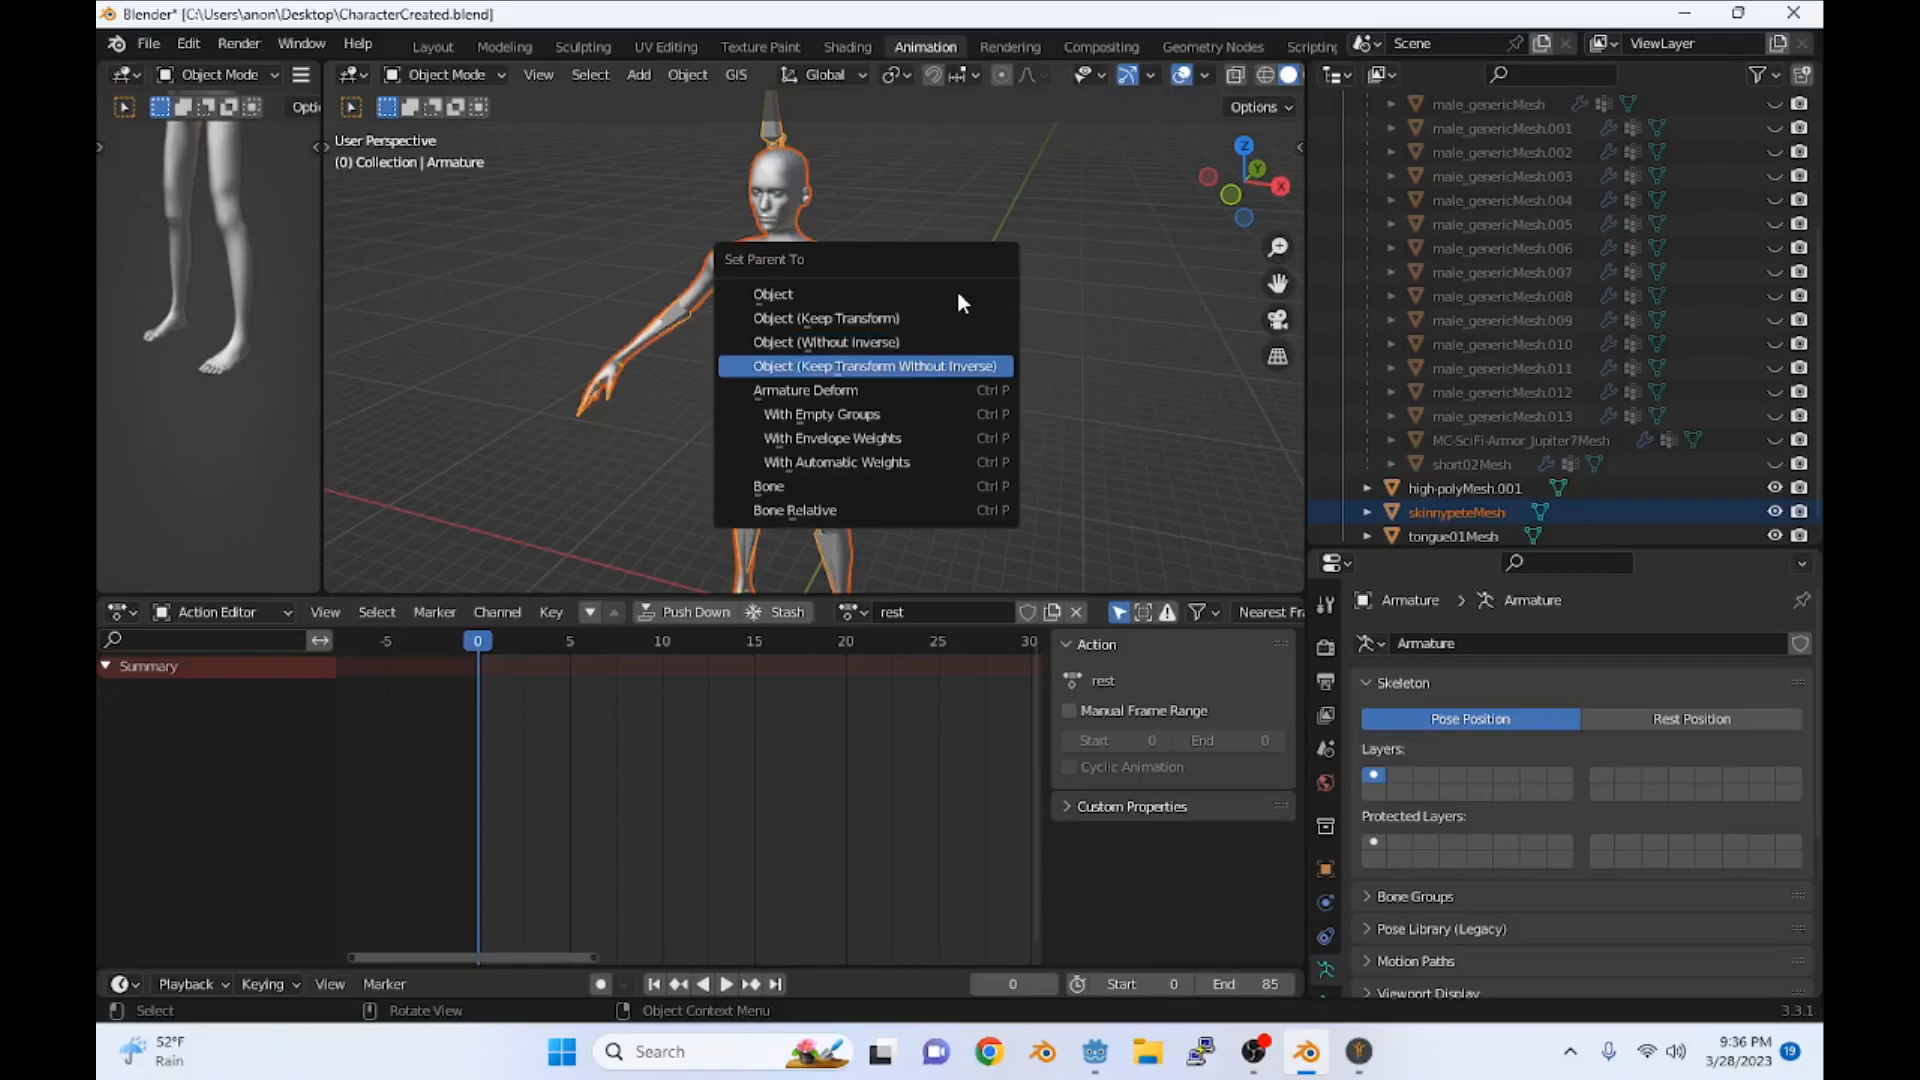 Blender* [C:\Users\anon\Desktop\CharacterCreated.blend]
File Edit Render Window Help
Layout Modeling Sculpting UV Editing Texture Paint Shading Animation Rendering Compositing Geometry Nodes Scripting
Scene
ViewLayer
Object Mode
Object Mode View Select Add Object GIS Global
Options
User Perspective
(0) Collection | Armature
Z
Y
X
Set Parent To
Object
Object (Keep Transform)
Object (Without Inverse)
Object (Keep Transform Without Inverse)
Armature Deform Ctrl P
With Empty Groups Ctrl P
With Envelope Weights Ctrl P
With Automatic Weights Ctrl P
Bone Ctrl P
Bone Relative Ctrl P
male_genericMesh
male_genericMesh.001
male_genericMesh.002
male_genericMesh.003
male_genericMesh.004
male_genericMesh.005
male_genericMesh.006
male_genericMesh.007
male_genericMesh.008
male_genericMesh.009
male_genericMesh.010
male_genericMesh.011
male_genericMesh.012
male_genericMesh.013
MC-SciFi-Armor_Jupiter7Mesh
short02Mesh
high-polyMesh.001
skinnypeteMesh
tongue01Mesh
Armature > Armature
Armature
Skeleton
Pose Position Rest Position
Layers:
Protected Layers:
Bone Groups
Pose Library (Legacy)
Motion Paths
Viewport Display
Action Editor View Select Marker Channel Key Push Down Stash rest Nearest Fra
-5 0 5 10 15 20 25 30
Summary
Action
rest
Manual Frame Range
Start 0 End 0
Cyclic Animation
Custom Properties
Playback Keying View Marker
0 Start 0 End 85
Select Rotate View Object Context Menu
3.3.1
52°F
Rain
Search
9:36 PM
3/28/2023
19